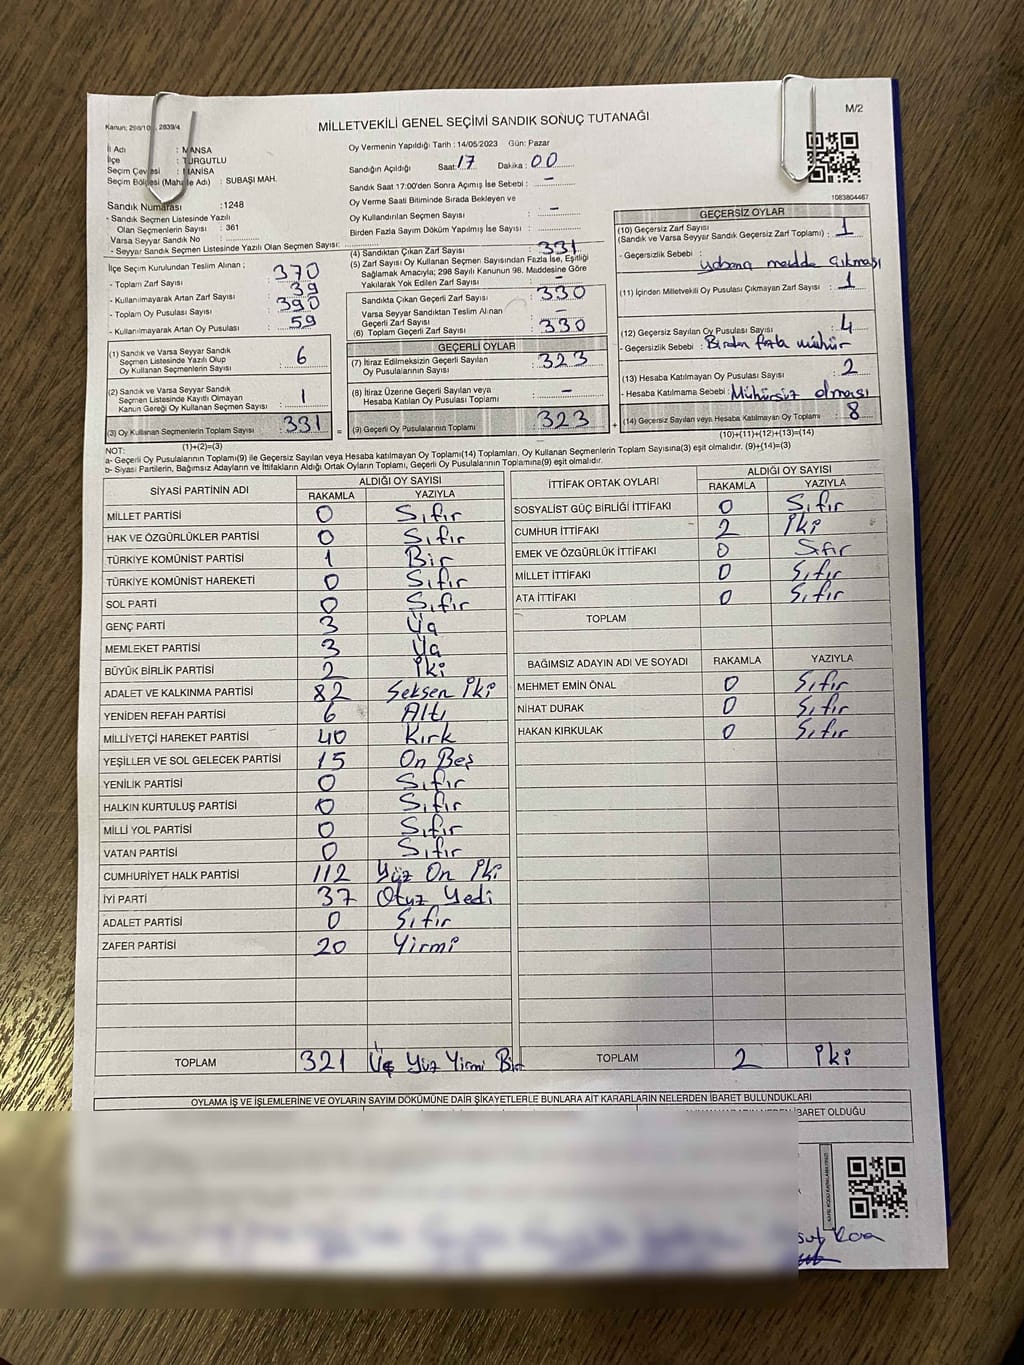 Kanun: 298/10 , 2839/4
MİLLETVEKİLİ GENEL SEÇİMİ SANDIK SONUÇ TUTANAĞI
M/2
İl Adı : MANİSA
İlçe : TURGUTLU
Seçim Çevresi : MANİSA
Seçim Bölgesi (Mahalle Adı) : SUBAŞI MAH.
Sandık Numarası : 1248
- Sandık Seçmen Listesinde Yazılı
Olan Seçmenlerin Sayısı : 361
Varsa Seyyar Sandık No :
- Seyyar Sandık Seçmen Listesinde Yazılı Olan Seçmen Sayısı:
Oy Vermenin Yapıldığı Tarih : 14/05/2023 Gün: Pazar
Sandığın Açıldığı Saat: 17 Dakika : 00
Sandık Saat 17:00'den Sonra Açımış İse Sebebi : -
Oy Verme Saati Bitiminde Sırada Bekleyen ve
Oy Kullandırılan Seçmen Sayısı : -
Birden Fazla Sayım Döküm Yapılmış İse Sayısı :
1083804467
İlçe Seçim Kurulundan Teslim Alınan ;
- Toplam Zarf Sayısı : 370
- Kullanılmayarak Artan Zarf Sayısı : 39
- Toplam Oy Pusulası Sayısı : 390
- Kullanılmayarak Artan Oy Pusulası : 59
(1) Sandık ve Varsa Seyyar Sandık
Seçmen Listesinde Yazılı Olup
Oy Kullanan Seçmenlerin Sayısı : 6
(2) Sandık ve Varsa Seyyar Sandık
Seçmen Listesinde Kayıtlı Olmayan
Kanun Gereği Oy Kullanan Seçmen Sayısı : 1
(3) Oy Kullanan Seçmenlerin Toplam Sayısı : 331 =
(1)+(2)=(3)
(4) Sandıktan Çıkan Zarf Sayısı : 331
(5) Zarf Sayısı Oy Kullanan Seçmen Sayısından Fazla İse, Eşitliği
Sağlamak Amacıyla; 298 Sayılı Kanunun 98. Maddesine Göre
Yakılarak Yok Edilen Zarf Sayısı : -
Sandıkta Çıkan Geçerli Zarf Sayısı : 330
Varsa Seyyar Sandıktan Teslim Alınan
Geçerli Zarf Sayısı : -
(6) Toplam Geçerli Zarf Sayısı : 330
GEÇERLİ OYLAR
(7) İtiraz Edilmeksizin Geçerli Sayılan
Oy Pusulalarının Sayısı : 323
(8) İtiraz Üzerine Geçerli Sayılan veya
Hesaba Katılan Oy Pusulası Toplamı : -
(9) Geçerli Oy Pusulalarının Toplamı : 323 +
GEÇERSİZ OYLAR
(10) Geçersiz Zarf Sayısı
(Sandık ve Varsa Seyyar Sandık Geçersiz Zarf Toplamı) : 1
- Geçersizlik Sebebi : yabancı madde çıkması
(11) İçinden Milletvekili Oy Pusulası Çıkmayan Zarf Sayısı : 1
(12) Geçersiz Sayılan Oy Pusulası Sayısı : 4
- Geçersizlik Sebebi : Birden fazla mühür
(13) Hesaba Katılmayan Oy Pusulası Sayısı : 2
- Hesaba Katılmama Sebebi : Mühürsüz olması
(14) Geçersiz Sayılan veya Hesaba Katılmayan Oy Toplamı : 8
(10)+(11)+(12)+(13)=(14)
NOT:
a- Geçerli Oy Pusulalarının Toplamı(9) ile Geçersiz Sayılan veya Hesaba katılmayan Oy Toplamı(14) Toplamları, Oy Kullanan Seçmenlerin Toplam Sayısına(3) eşit olmalıdır. (9)+(14)=(3)
b- Siyasi Partilerin, Bağımsız Adayların ve İttifakların Aldığı Ortak Oyların Toplamı, Geçerli Oy Pusulalarının Toplamına(9) eşit olmalıdır.
SİYASİ PARTİNİN ADI ALDIĞI OY SAYISI
RAKAMLA YAZIYLA
MİLLET PARTİSİ 0 Sıfır
HAK VE ÖZGÜRLÜKLER PARTİSİ 0 Sıfır
TÜRKİYE KOMÜNİST PARTİSİ 1 Bir
TÜRKİYE KOMÜNİST HAREKETİ 0 Sıfır
SOL PARTİ 0 Sıfır
GENÇ PARTİ 3 Üç
MEMLEKET PARTİSİ 3 Üç
BÜYÜK BİRLİK PARTİSİ 2 İki
ADALET VE KALKINMA PARTİSİ 82 Seksen İki
YENİDEN REFAH PARTİSİ 6 Altı
MİLLİYETÇİ HAREKET PARTİSİ 40 Kırk
YEŞİLLER VE SOL GELECEK PARTİSİ 15 On Beş
YENİLİK PARTİSİ 0 Sıfır
HALKIN KURTULUŞ PARTİSİ 0 Sıfır
MİLLİ YOL PARTİSİ 0 Sıfır
VATAN PARTİSİ 0 Sıfır
CUMHURİYET HALK PARTİSİ 112 Yüz On İki
İYİ PARTİ 37 Otuz Yedi
ADALET PARTİSİ 0 Sıfır
ZAFER PARTİSİ 20 Yirmi
TOPLAM 321 Üç Yüz Yirmi Bir
İTTİFAK ORTAK OYLARI ALDIĞI OY SAYISI
RAKAMLA YAZIYLA
SOSYALİST GÜÇ BİRLİĞİ İTTİFAKI 0 Sıfır
CUMHUR İTTİFAKI 2 İki
EMEK VE ÖZGÜRLÜK İTTİFAKI 0 Sıfır
MİLLET İTTİFAKI 0 Sıfır
ATA İTTİFAKI 0 Sıfır
TOPLAM
BAĞIMSIZ ADAYIN ADI VE SOYADI RAKAMLA YAZIYLA
MEHMET EMİN ÖNAL 0 Sıfır
NİHAT DURAK 0 Sıfır
HAKAN KIRKULAK 0 Sıfır
TOPLAM 2 İki
OYLAMA İŞ VE İŞLEMLERİNE VE OYLARIN SAYIM DÖKÜMÜNE DAİR ŞİKAYETLERLE BUNLARA AİT KARARLARIN NELERDEN İBARET BULUNDUKLARI
İBARET OLDUĞU